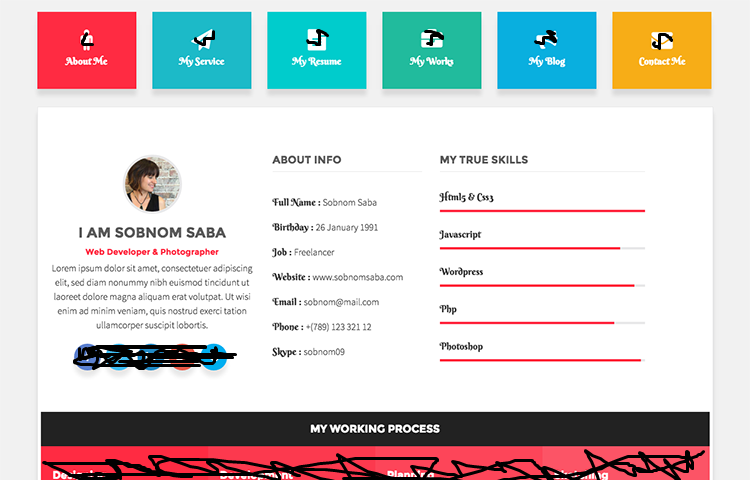 About Me
My Service
My Resume
My Works
My Blog
Contact Me
I AM SOBNOM SABA
Web Developer & Photographer
Lorem ipsum dolor sit amet, consectetuer adipiscing
elit, sed diam nonummy nibh euismod tincidunt ut
laoreet dolore magna aliquam erat volutpat. Ut wisi
enim ad minim veniam, quis nostrud exerci tation
ullamcorper suscipit lobortis.
ABOUT INFO
Full Name : Sobnom Saba
Birthday : 26 January 1991
Job : Freelancer
Website : www.sobnomsaba.com
Email : sobnom@mail.com
Phone : +(789) 123 321 12
Skype : sobnom09
MY TRUE SKILLS
Html5 & Css3
Javascript
Wordpress
Php
Photoshop
MY WORKING PROCESS
Development
Planning